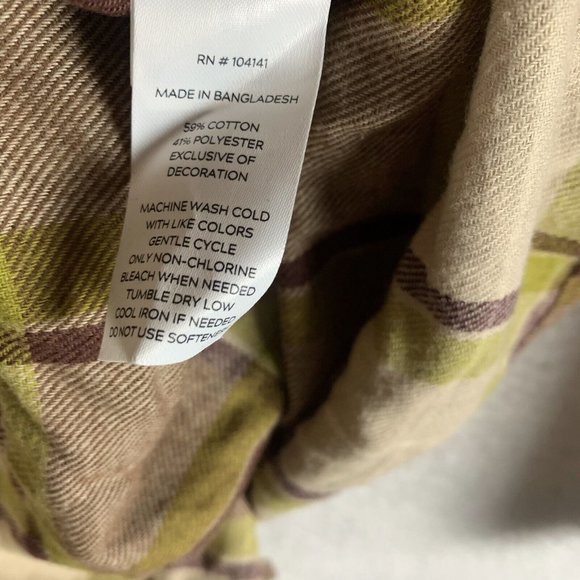 RN # 104141
MADE IN BANGLADESH
59% COTTON
41% POLYESTER
EXCLUSIVE OF
DECORATION
MACHINE WASH COLD
WITH LIKE COLORS
GENTLE CYCLE
ONLY NON-CHLORINE
BLEACH WHEN NEEDED
TUMBLE DRY LOW
COOL IRON IF NEEDED
DO NOT USE SOFTENER